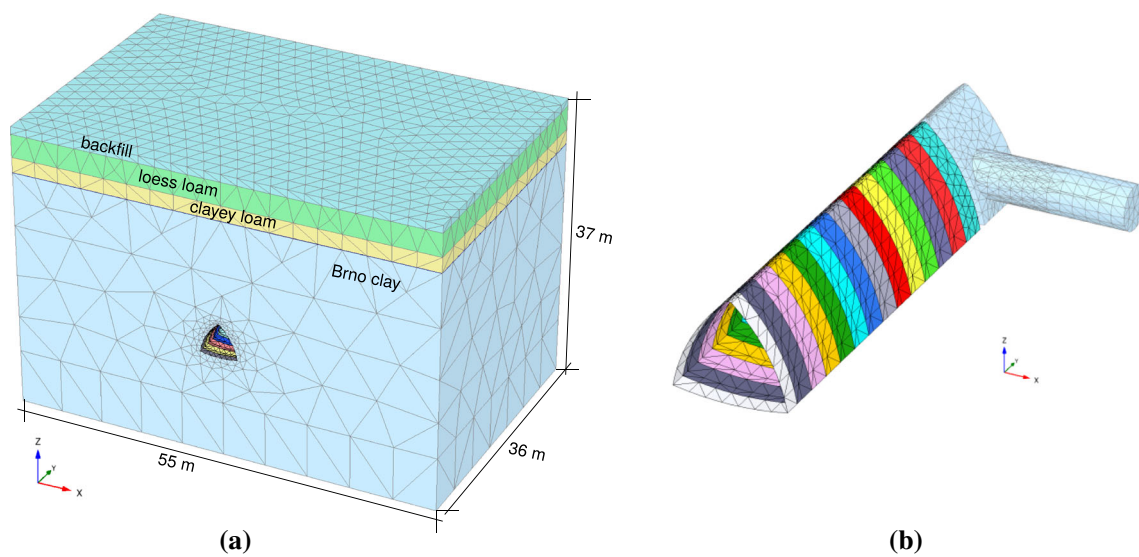 backfill
loess loam
clayey loam
Brno clay
37 m
36 m
55 m
Z
Y
X
(a)
Z
Y
X
(b)